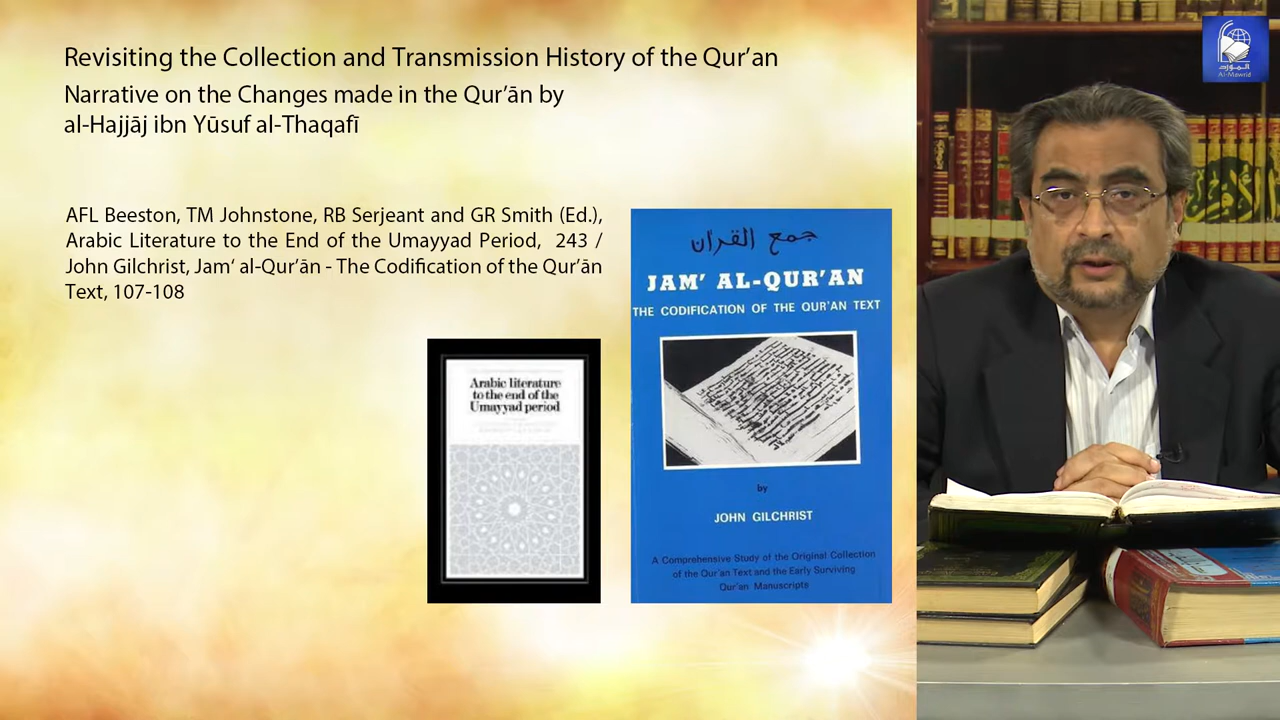 Revisiting the Collection and Transmission History of the Qur’an
Narrative on the Changes made in the Qur’ān by
al-Hajjāj ibn Yūsuf al-Thaqafī
AFL Beeston, TM Johnstone, RB Serjeant and GR Smith (Ed.),
Arabic Literature to the End of the Umayyad Period, 243 /
John Gilchrist, Jam‘ al-Qur’ān - The Codification of the Qur’ān
Text, 107-108
Arabic literature
to the end of the
Umayyad period
جمع القرآن
JAM’ AL-QUR’AN
THE CODIFICATION OF THE QUR’AN TEXT
by
JOHN GILCHRIST
A Comprehensive Study of the Original Collection
of the Qur’an Text and the Early Surviving
Qur’an Manuscripts
المورد
Al-Mawrid